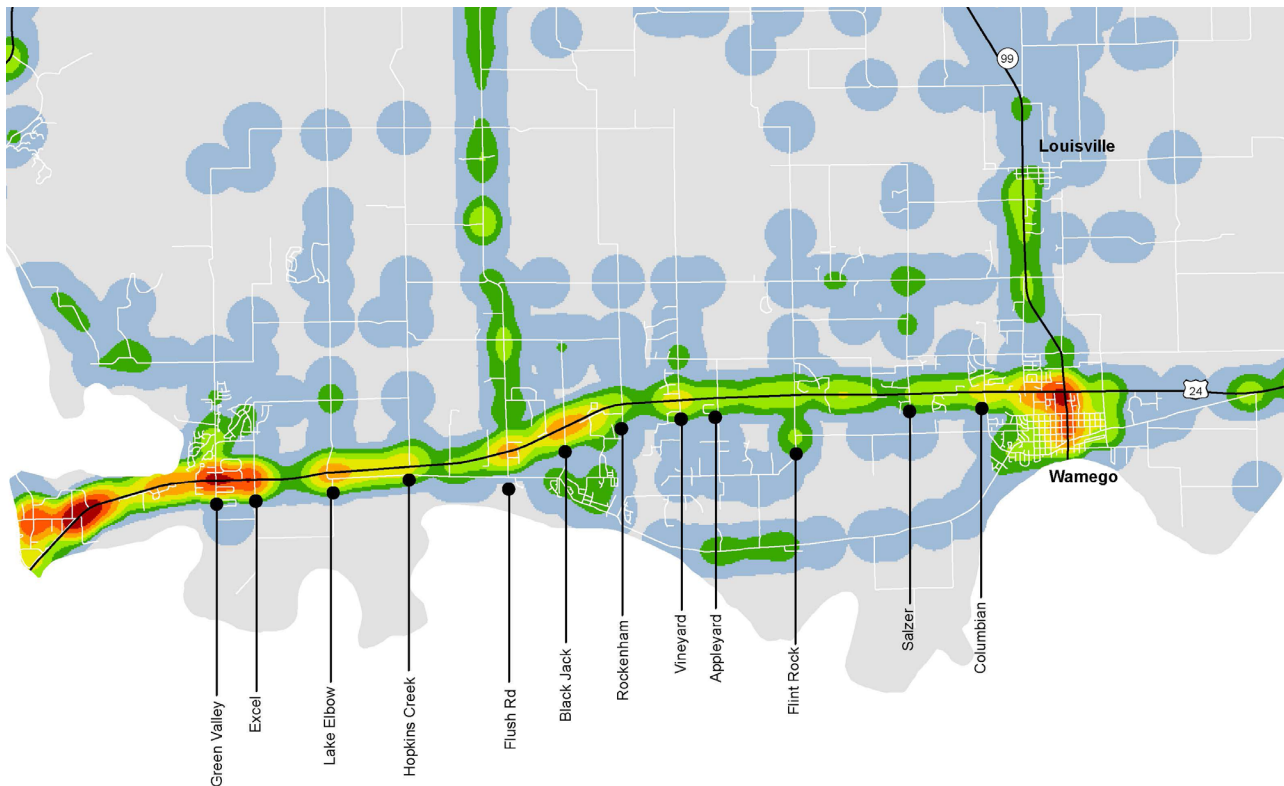 99
Louisville
24
Wamego
Green Valley
Excel
Lake Elbow
Hopkins Creek
Flush Rd
Black Jack
Rockenham
Vineyard
Appleyard
Flint Rock
Salzer
Columbian